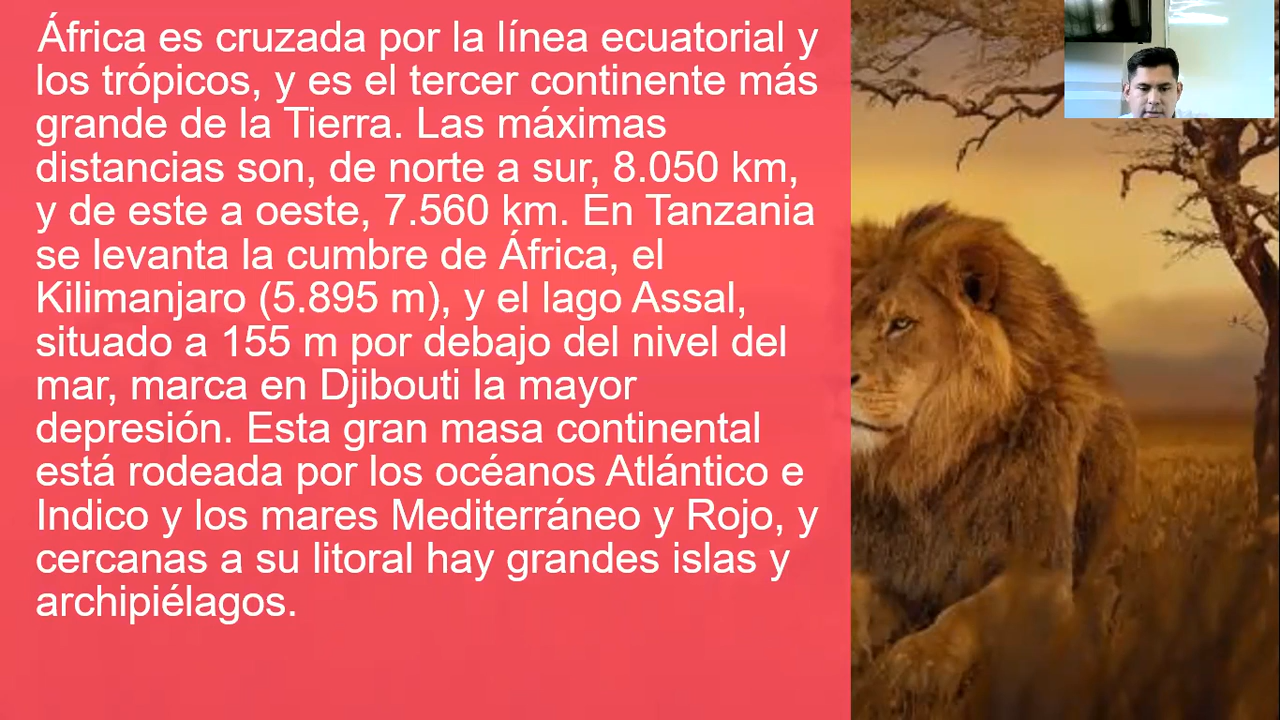 África es cruzada por la línea ecuatorial y
los trópicos, y es el tercer continente más
grande de la Tierra. Las máximas
distancias son, de norte a sur, 8.050 km,
y de este a oeste, 7.560 km. En Tanzania
se levanta la cumbre de África, el
Kilimanjaro (5.895 m), y el lago Assal,
situado a 155 m por debajo del nivel del
mar, marca en Djibouti la mayor
depresión. Esta gran masa continental
está rodeada por los océanos Atlántico e
Indico y los mares Mediterráneo y Rojo, y
cercanas a su litoral hay grandes islas y
archipiélagos.